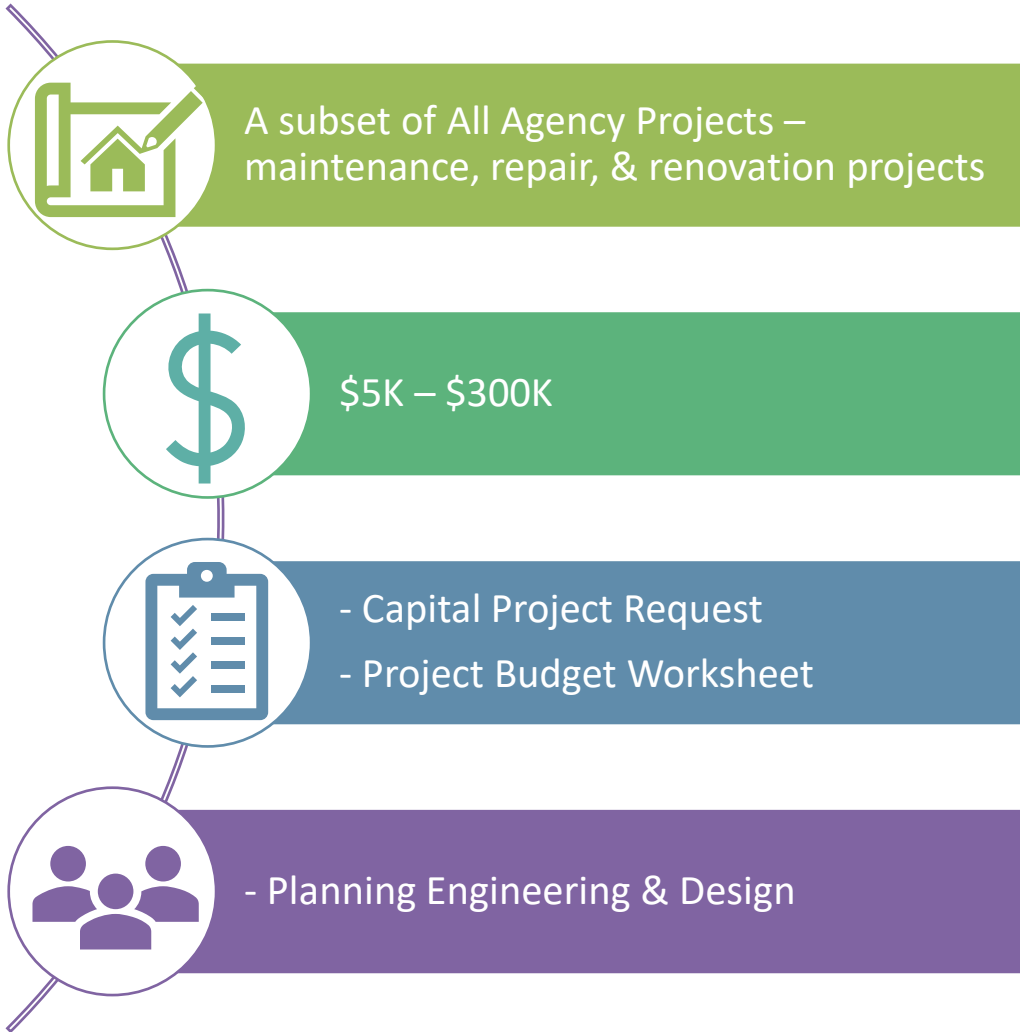 A subset of All Agency Projects –
maintenance, repair, & renovation projects
$5K – $300K
- Capital Project Request
- Project Budget Worksheet
- Planning Engineering & Design